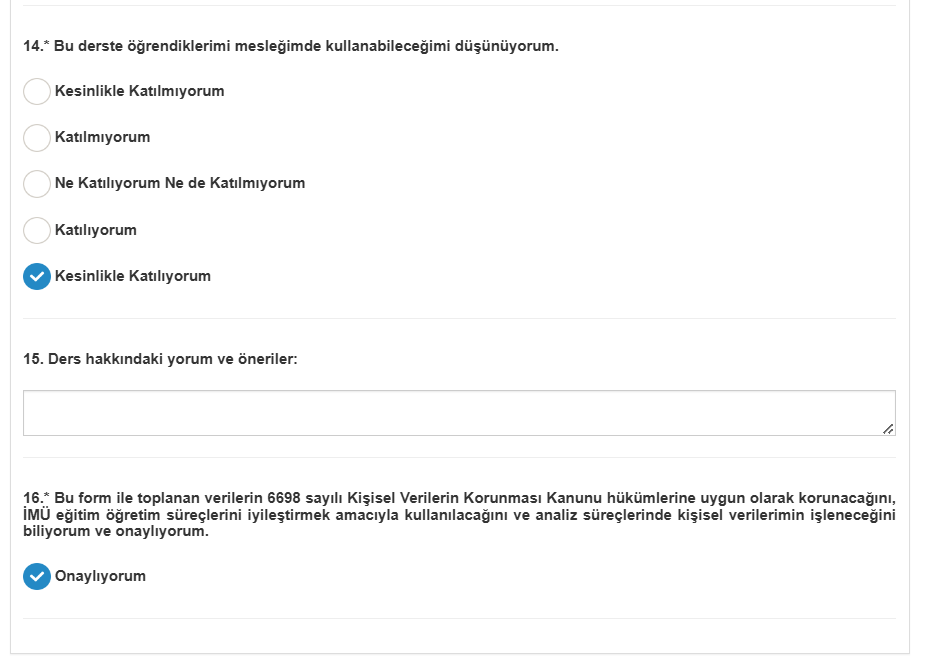 14.* Bu derste öğrendiklerimi mesleğimde kullanabileceğimi düşünüyorum.
Kesinlikle Katılmıyorum
Katılmıyorum
Ne Katılıyorum Ne de Katılmıyorum
Katılıyorum
Kesinlikle Katılıyorum
15. Ders hakkındaki yorum ve öneriler:
16.* Bu form ile toplanan verilerin 6698 sayılı Kişisel Verilerin Korunması Kanunu hükümlerine uygun olarak korunacağını,
İMÜ eğitim öğretim süreçlerini iyileştirmek amacıyla kullanılacağını ve analiz süreçlerinde kişisel verilerimin işleneceğini
biliyorum ve onaylıyorum.
Onaylıyorum